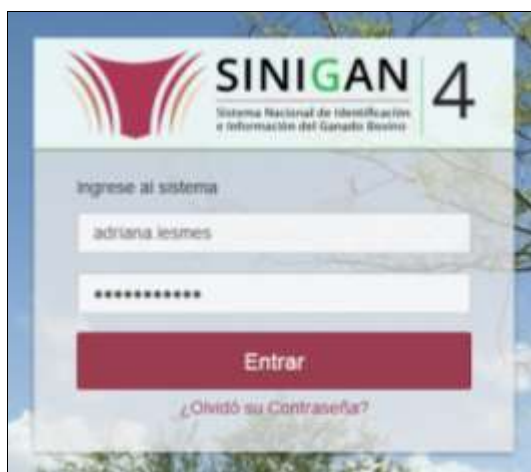 SINIGAN 4
Sistema Nacional de Identificación
e Información del Ganado Bovino
Ingrese al sistema
adriana.lesmes
•••••••••••
Entrar
¿Olvidó su Contraseña?